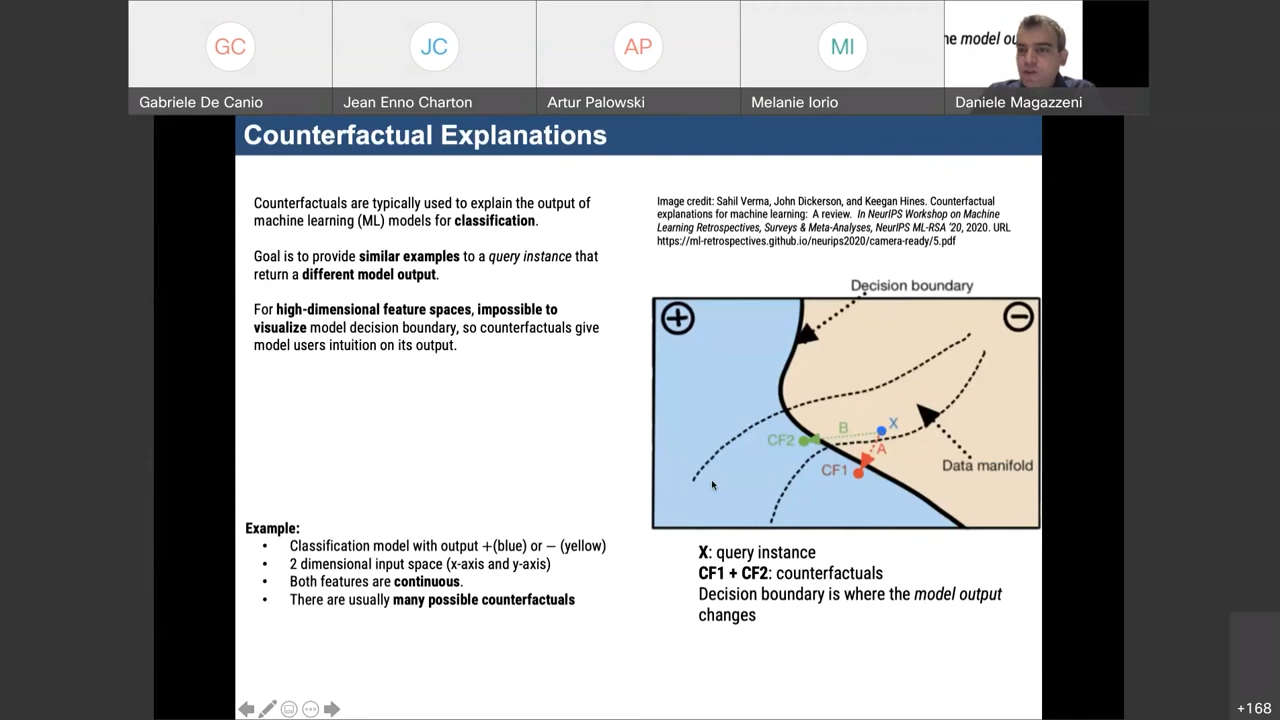 GC
JC
AP
MI
he model ou
Gabriele De Canio
Jean Enno Charton
Artur Palowski
Melanie Iorio
Daniele Magazzeni
Counterfactual Explanations
Counterfactuals are typically used to explain the output of
machine learning (ML) models for classification.
Goal is to provide similar examples to a query instance that
return a different model output.
For high-dimensional feature spaces, impossible to
visualize model decision boundary, so counterfactuals give
model users intuition on its output.
Example:
• Classification model with output +(blue) or − (yellow)
• 2 dimensional input space (x-axis and y-axis)
• Both features are continuous.
• There are usually many possible counterfactuals
Image credit: Sahil Verma, John Dickerson, and Keegan Hines. Counterfactual
explanations for machine learning: A review. In NeurIPS Workshop on Machine
Learning Retrospectives, Surveys & Meta-Analyses, NeurIPS ML-RSA '20, 2020. URL
https://ml-retrospectives.github.io/neurips2020/camera-ready/5.pdf
Decision boundary
+
−
X
B
CF2
A
CF1
Data manifold
X: query instance
CF1 + CF2: counterfactuals
Decision boundary is where the model output
changes
+168